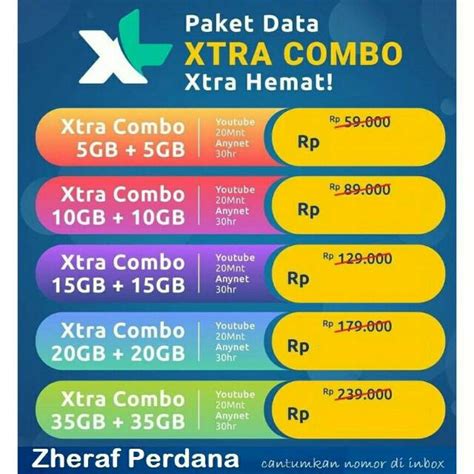 XL
Paket Data
XTRA COMBO
Xtra Hemat!
Xtra Combo
5GB + 5GB
Youtube
20Mnt
Anynet
30hr
Rp 59.000
Rp
Xtra Combo
10GB + 10GB
Youtube
20Mnt
Anynet
30hr
Rp 89.000
Rp
Xtra Combo
15GB + 15GB
Youtube
20Mnt
Anynet
30hr
Rp 129.000
Rp
Xtra Combo
20GB + 20GB
Youtube
20Mnt
Anynet
30hr
Rp 179.000
Rp
Xtra Combo
35GB + 35GB
Youtube
20Mnt
Anynet
30hr
Rp 239.000
Rp
Zheraf Perdana
cantumkan nomor di inbox